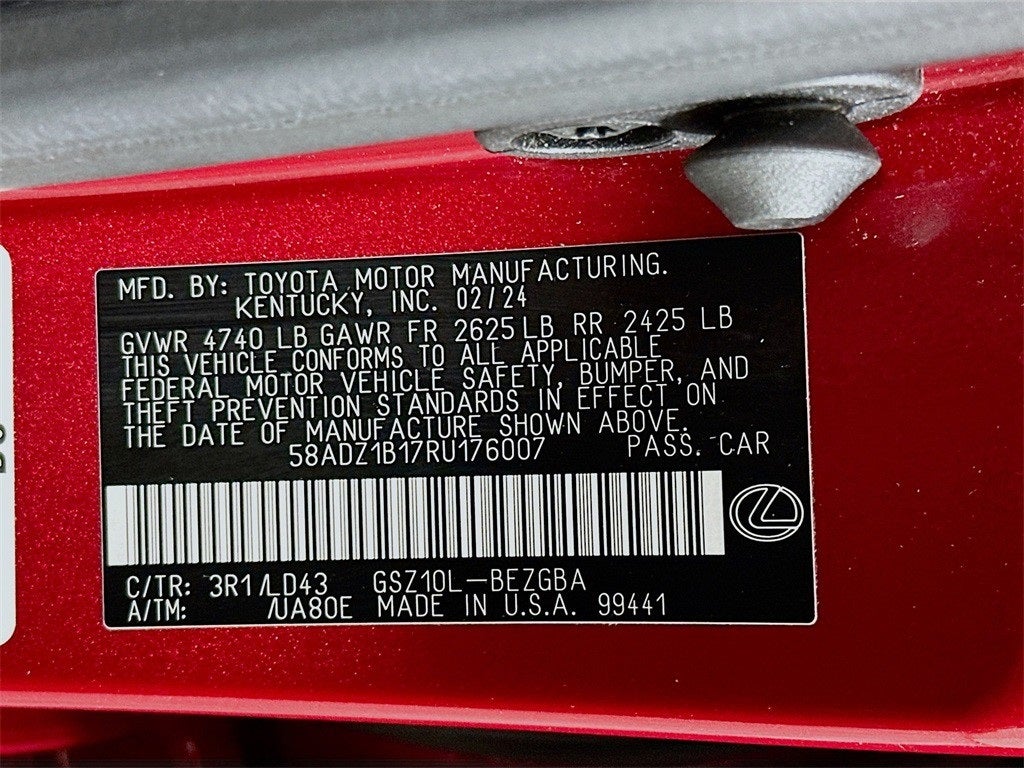 MFD. BY: TOYOTA MOTOR MANUFACTURING.
KENTUCKY, INC. 02/24
GVWR 4740 LB GAWR FR 2625 LB RR 2425 LB
THIS VEHICLE CONFORMS TO ALL APPLICABLE
FEDERAL MOTOR VEHICLE SAFETY, BUMPER, AND
THEFT PREVENTION STANDARDS IN EFFECT ON
THE DATE OF MANUFACTURE SHOWN ABOVE.
58ADZ1B17RU176007 PASS. CAR
C/TR: 3R1/LD43 GSZ10L-BEZGBA
A/TM: /UA80E MADE IN U.S.A. 99441